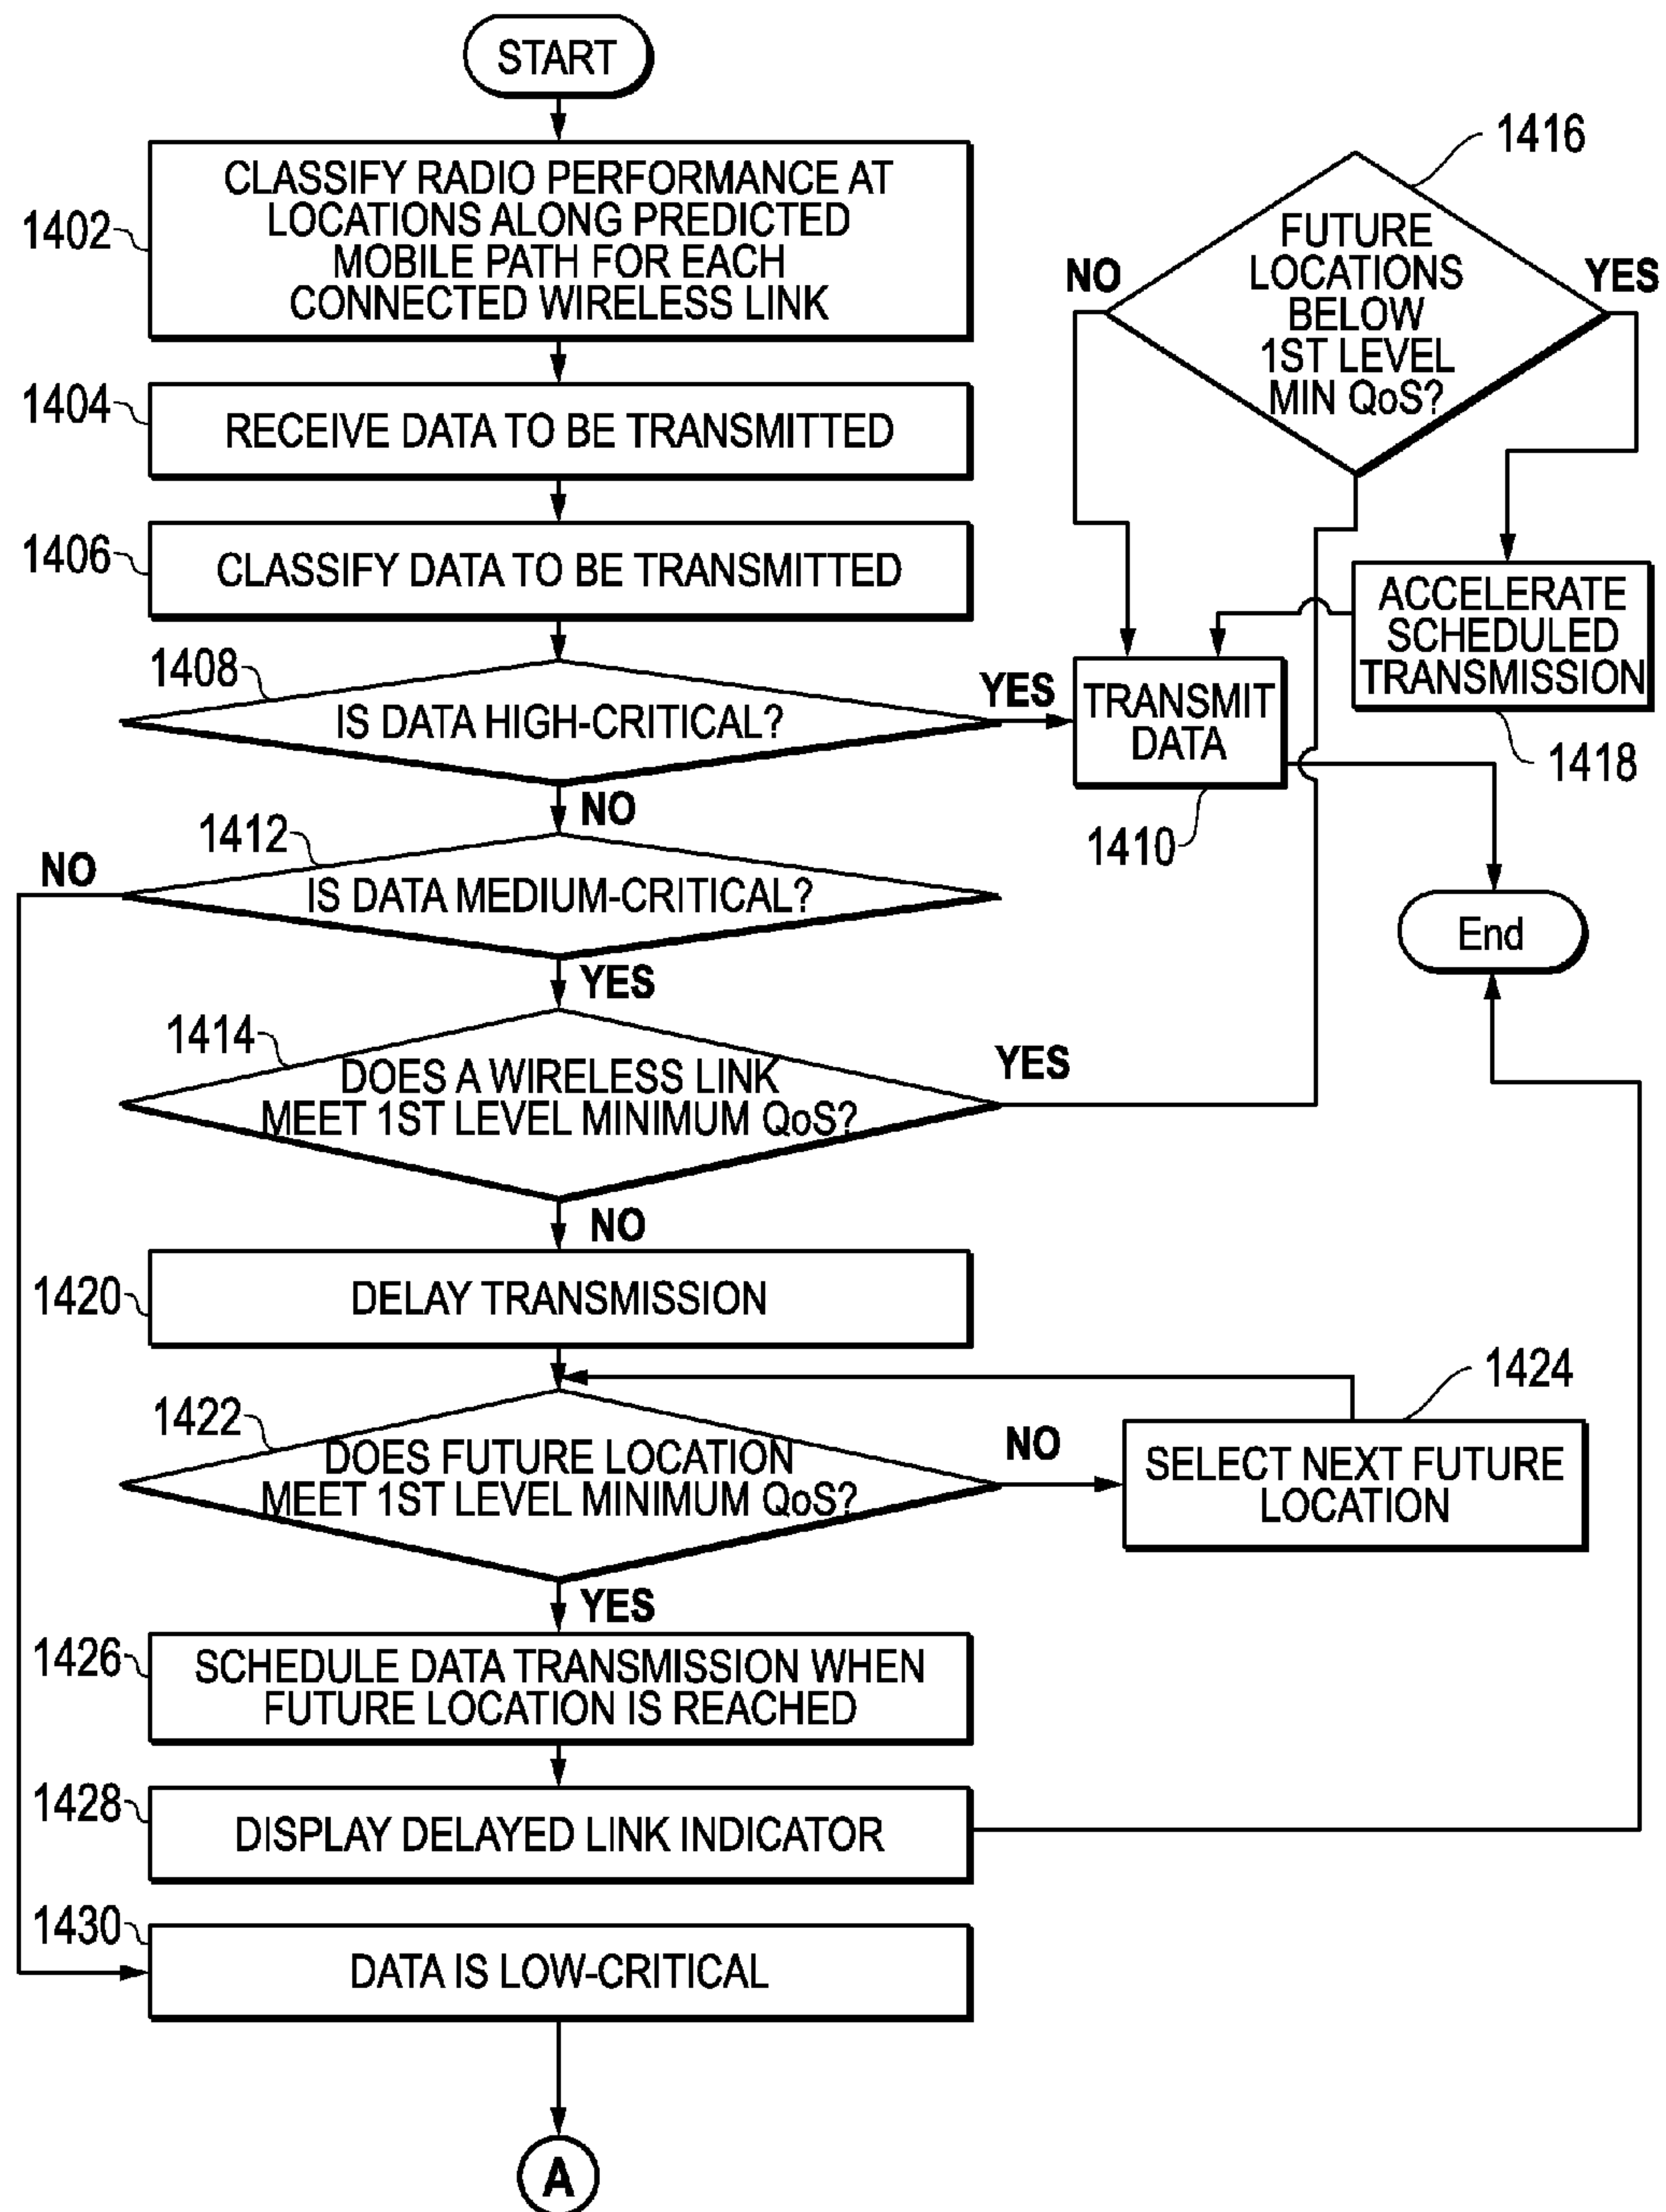 START
1402
CLASSIFY RADIO PERFORMANCE AT
LOCATIONS ALONG PREDICTED
MOBILE PATH FOR EACH
CONNECTED WIRELESS LINK
1404
RECEIVE DATA TO BE TRANSMITTED
1406
CLASSIFY DATA TO BE TRANSMITTED
1408
IS DATA HIGH-CRITICAL?
YES
NO
TRANSMIT
DATA
1410
1412
IS DATA MEDIUM-CRITICAL?
NO
YES
1414
DOES A WIRELESS LINK
MEET 1ST LEVEL MINIMUM QoS?
YES
NO
1416
FUTURE
LOCATIONS
BELOW
1ST LEVEL
MIN QoS?
NO
YES
ACCELERATE
SCHEDULED
TRANSMISSION
1418
End
1420
DELAY TRANSMISSION
1422
DOES FUTURE LOCATION
MEET 1ST LEVEL MINIMUM QoS?
NO
1424
SELECT NEXT FUTURE
LOCATION
YES
1426
SCHEDULE DATA TRANSMISSION WHEN
FUTURE LOCATION IS REACHED
1428
DISPLAY DELAYED LINK INDICATOR
1430
DATA IS LOW-CRITICAL
A